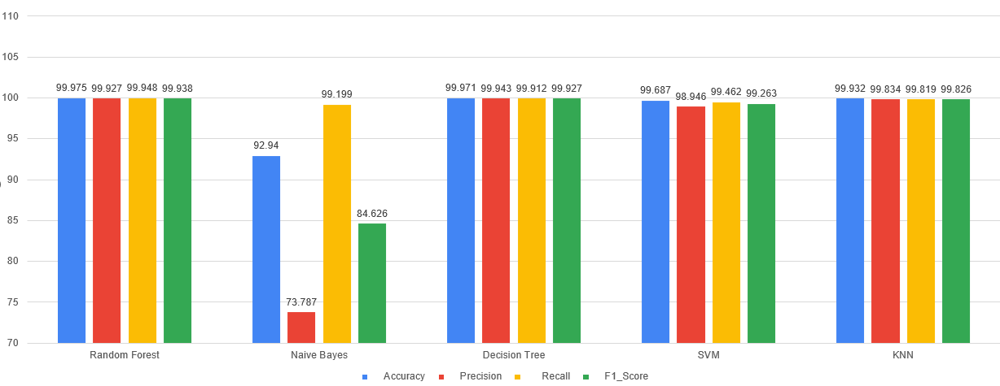 110
105
100
95
90
85
80
75
70
99.975 99.927 99.948 99.938
92.94 73.787 99.199 84.626
99.971 99.943 99.912 99.927
99.687 98.946 99.462 99.263
99.932 99.834 99.819 99.826
Random Forest Naive Bayes Decision Tree SVM KNN
Accuracy Precision Recall F1_Score